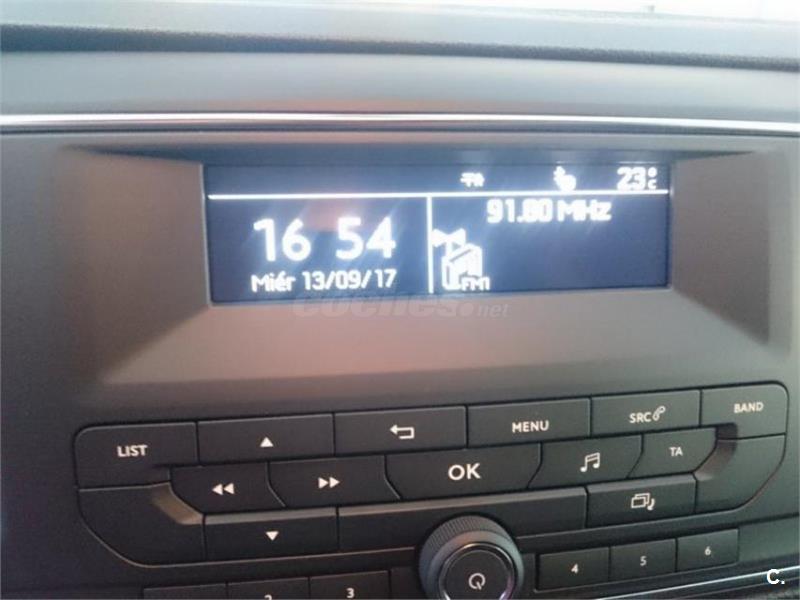 23°C
91.80 MHz
16 54
Miér 13/09/17
FM1
coches.net
LIST
MENU
SRC
BAND
OK
TA
4 5 6
2 3
C.